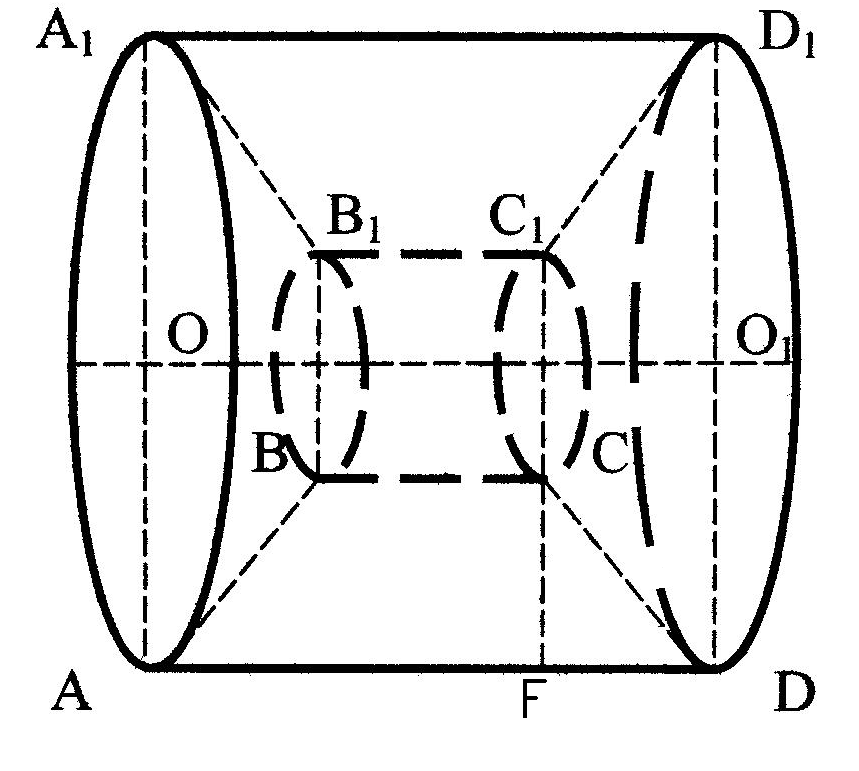 A₁ D₁
B₁ C₁
O O₁
B C
A F D